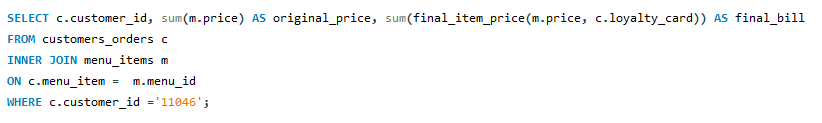 SELECT c.customer_id, sum(m.price) AS original_price, sum(final_item_price(m.price, c.loyalty_card)) AS final_bill
FROM customers_orders c
INNER JOIN menu_items m
ON c.menu_item =  m.menu_id
WHERE c.customer_id ='11046';